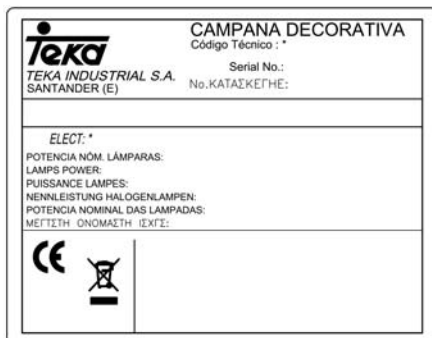 Teka
TEKA INDUSTRIAL S.A.
SANTANDER (E)
CAMPANA DECORATIVA
Código Técnico : *
Serial No.:
No.ΚΑΤΑΣΚΕΓΗΕ:
ELECT: *
POTENCIA NÓM. LÁMPARAS:
LAMPS POWER:
PUISSANCE LAMPES:
NENNLEISTUNG HALOGENLAMPEN:
POTENCIA NOMINAL DAS LAMPADAS:
ΜΕΓΤΣΤΗ ΟΝΟΜΑΣΤΗ ΙΣΧΓΣ:
CE